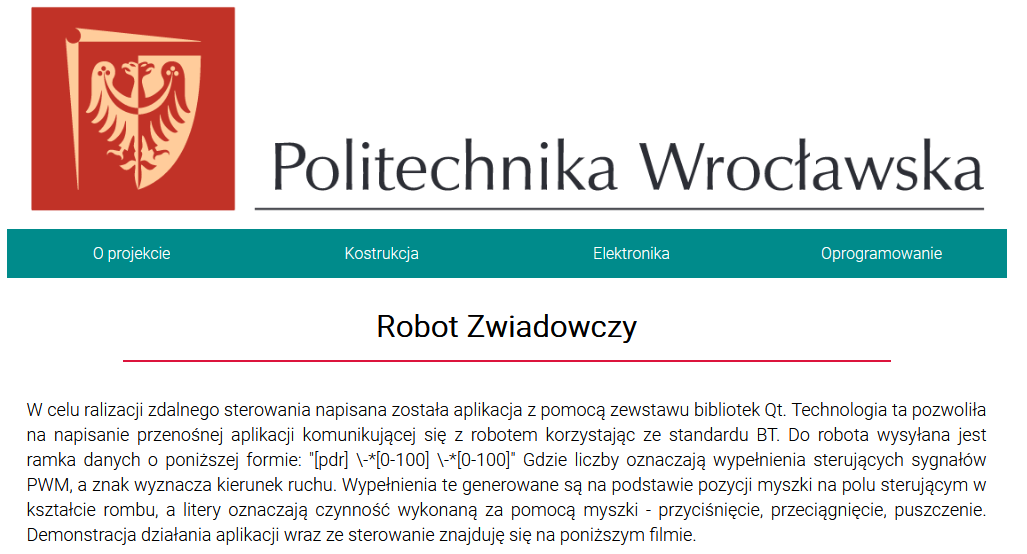 Politechnika Wrocławska
O projekcie Kostrukcja Elektronika Oprogramowanie
Robot Zwiadowczy
W celu ralizacji zdalnego sterowania napisana została aplikacja z pomocą zewstawu bibliotek Qt. Technologia ta pozwoliła
na napisanie przenośnej aplikacji komunikującej się z robotem korzystając ze standardu BT. Do robota wysyłana jest
ramka danych o poniższej formie: "[pdr] \-*[0-100] \-*[0-100]" Gdzie liczby oznaczają wypełnienia sterujących sygnałów
PWM, a znak wyznacza kierunek ruchu. Wypełnienia te generowane są na podstawie pozycji myszki na polu sterującym w
kształcie rombu, a litery oznaczają czynność wykonaną za pomocą myszki - przyciśnięcie, przeciągnięcie, puszczenie.
Demonstracja działania aplikacji wraz ze sterowanie znajduję się na poniższym filmie.